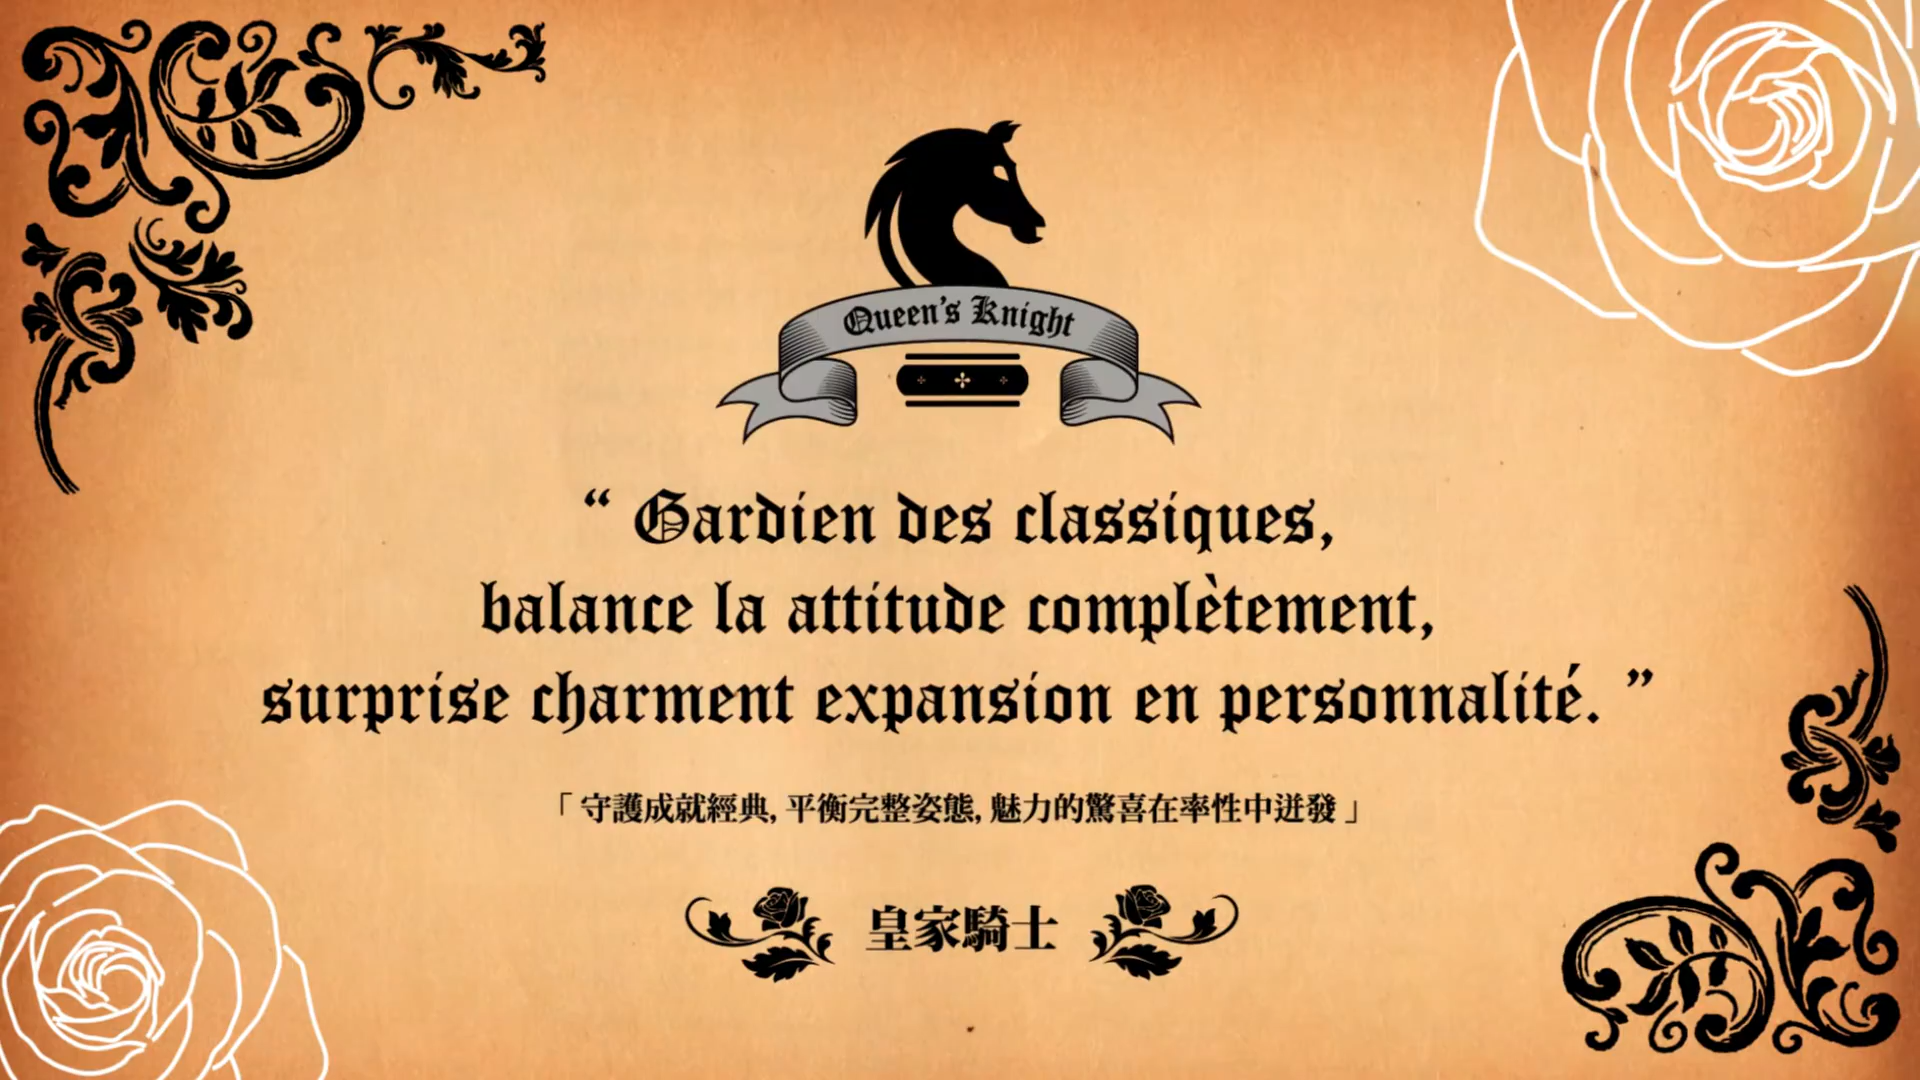 Queen's Knight
“ Gardien des classiques,
balance la attitude complètement,
surprise charment expansion en personnalité. ”
「 守護成就經典, 平衡完整姿態, 魅力的驚喜在率性中迸發 」
皇家騎士